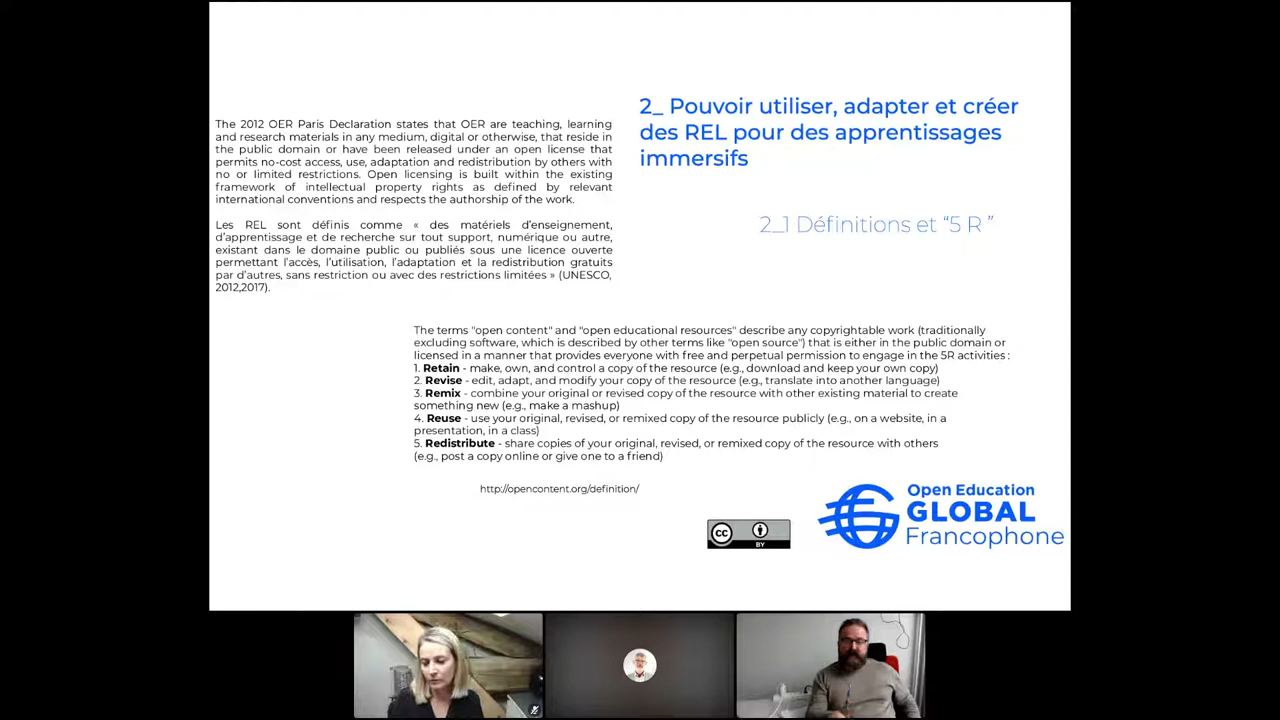 The 2012 OER Paris Declaration states that OER are teaching, learning
and research materials in any medium, digital or otherwise, that reside in
the public domain or have been released under an open license that
permits no-cost access, use, adaptation and redistribution by others with
no or limited restrictions. Open licensing is built within the existing
framework of intellectual property rights as defined by relevant
international conventions and respects the authorship of the work.
Les REL sont définis comme « des matériels d'enseignement,
d'apprentissage et de recherche sur tout support, numérique ou autre,
existant dans le domaine public ou publiés sous une licence ouverte
permettant l'accès, l'utilisation, l'adaptation et la redistribution gratuits
par d'autres, sans restriction ou avec des restrictions limitées » (UNESCO,
2012,2017).
2_ Pouvoir utiliser, adapter et créer
des REL pour des apprentissages
immersifs
2_1 Définitions et “5 R ”
The terms "open content" and "open educational resources" describe any copyrightable work (traditionally
excluding software, which is described by other terms like "open source") that is either in the public domain or
licensed in a manner that provides everyone with free and perpetual permission to engage in the 5R activities :
1. Retain - make, own, and control a copy of the resource (e.g., download and keep your own copy)
2. Revise - edit, adapt, and modify your copy of the resource (e.g., translate into another language)
3. Remix - combine your original or revised copy of the resource with other existing material to create
something new (e.g., make a mashup)
4. Reuse - use your original, revised, or remixed copy of the resource publicly (e.g., on a website, in a
presentation, in a class)
5. Redistribute - share copies of your original, revised, or remixed copy of the resource with others
(e.g., post a copy online or give one to a friend)
http://opencontent.org/definition/
cc
BY
Open Education
GLOBAL
Francophone